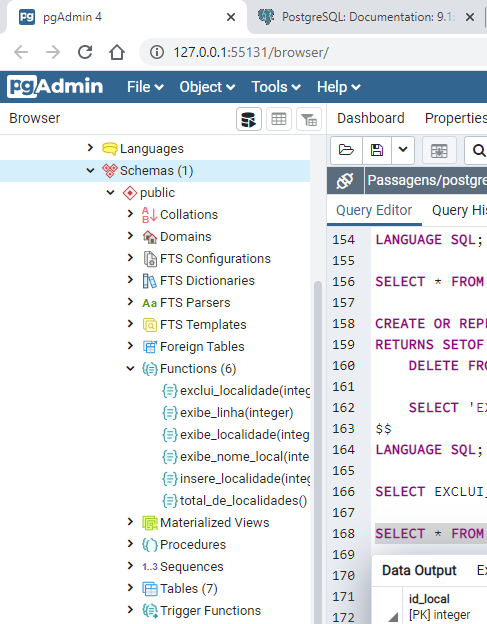 pgAdmin 4
PostgreSQL: Documentation: 9.1:
127.0.0.1:55131/browser/
pgAdmin File Object Tools Help
Browser
Dashboard Properties
Languages
Schemas (1)
public
Collations
Domains
FTS Configurations
FTS Dictionaries
FTS Parsers
FTS Templates
Foreign Tables
Functions (6)
exclui_localidade(integ
exibe_linha(integer)
exibe_localidade(integ
exibe_nome_local(inte
insere_localidade(integ
total_de_localidades()
Materialized Views
Procedures
1..3 Sequences
Tables (7)
Trigger Functions
Passagens/postgre
Query Editor Query His
154 LANGUAGE SQL;
155
156 SELECT * FROM
157
158 CREATE OR REPL
159 RETURNS SETOF
160 DELETE FRO
161
162 SELECT 'EX
163 $$
164 LANGUAGE SQL;
165
166 SELECT EXCLUI_
167
168 SELECT * FROM
169
170
171
172
Data Output Ex
id_local
[PK] integer